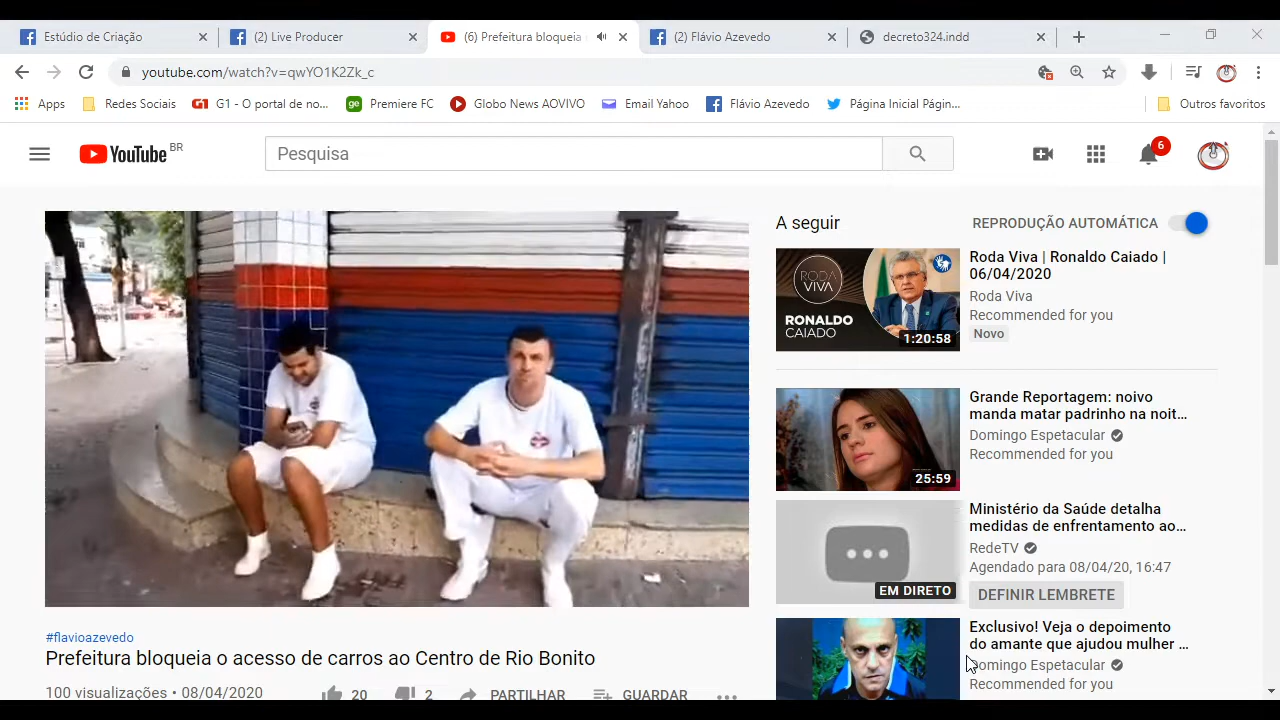 Estúdio de Criação
(2) Live Producer
(6) Prefeitura bloqueia
(2) Flávio Azevedo
decreto324.indd
youtube.com/watch?v=qwYO1K2Zk_c
Apps
Redes Sociais
G1 - O portal de no...
Premiere FC
Globo News AOVIVO
Email Yahoo
Flávio Azevedo
Página Inicial Págin...
Outros favoritos
YouTube BR
Pesquisa
6
A seguir
REPRODUÇÃO AUTOMÁTICA
RODA
VIVA
RONALDO
CAIADO
1:20:58
Roda Viva | Ronaldo Caiado |
06/04/2020
Roda Viva
Recommended for you
Novo
25:59
Grande Reportagem: noivo
manda matar padrinho na noit...
Domingo Espetacular
Recommended for you
EM DIRETO
Ministério da Saúde detalha
medidas de enfrentamento ao...
RedeTV
Agendado para 08/04/20, 16:47
DEFINIR LEMBRETE
Exclusivo! Veja o depoimento
do amante que ajudou mulher ...
Domingo Espetacular
Recommended for you
#flavioazevedo
Prefeitura bloqueia o acesso de carros ao Centro de Rio Bonito
100 visualizações • 08/04/2020
20
2
PARTILHAR
GUARDAR